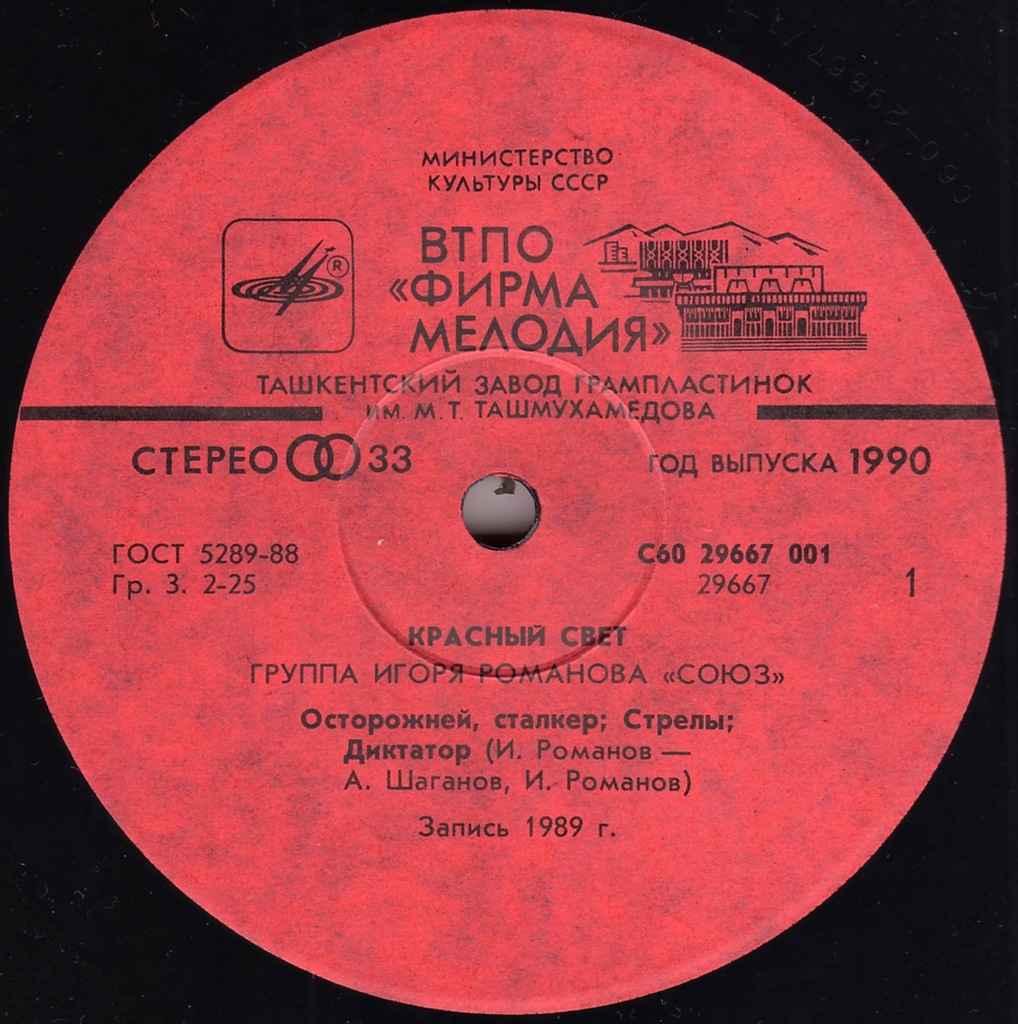 МИНИСТЕРСТВО
КУЛЬТУРЫ СССР
ВТПО
«ФИРМА
МЕЛОДИЯ»
®
ТАШКЕНТСКИЙ ЗАВОД ГРАМПЛАСТИНОК
им. М. Т. ТАШМУХАМЕДОВА
СТЕРЕО 33
ГОД ВЫПУСКА 1990
ГОСТ 5289-88
Гр. 3. 2-25
С60 29667 001
29667
1
КРАСНЫЙ СВЕТ
ГРУППА ИГОРЯ РОМАНОВА «СОЮЗ»
Осторожней, сталкер; Стрелы;
Диктатор (И. Романов —
А. Шаганов, И. Романов)
Запись 1989 г.